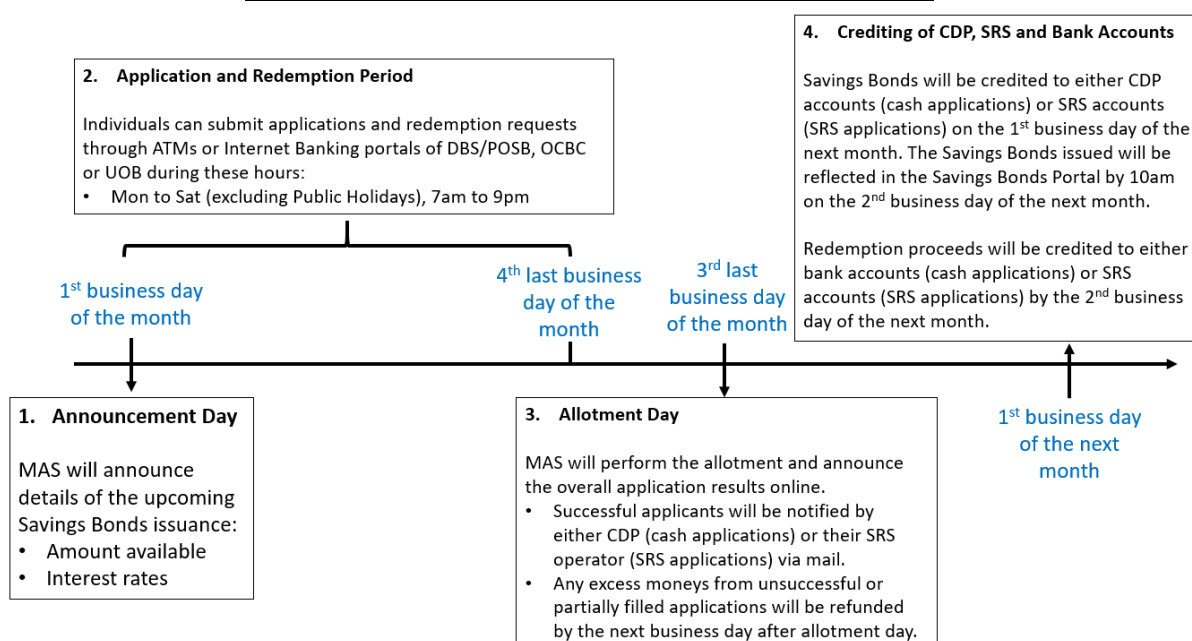 1. Announcement Day
MAS will announce
details of the upcoming
Savings Bonds issuance:
• Amount available
• Interest rates
1st business day
of the month
2. Application and Redemption Period
Individuals can submit applications and redemption requests
through ATMs or Internet Banking portals of DBS/POSB, OCBC
or UOB during these hours:
• Mon to Sat (excluding Public Holidays), 7am to 9pm
4th last business
day of the
month
3rd last
business day
of the month
3. Allotment Day
MAS will perform the allotment and announce
the overall application results online.
• Successful applicants will be notified by
either CDP (cash applications) or their SRS
operator (SRS applications) via mail.
• Any excess moneys from unsuccessful or
partially filled applications will be refunded
by the next business day after allotment day.
4. Crediting of CDP, SRS and Bank Accounts
Savings Bonds will be credited to either CDP
accounts (cash applications) or SRS accounts
(SRS applications) on the 1st business day of the
next month. The Savings Bonds issued will be
reflected in the Savings Bonds Portal by 10am
on the 2nd business day of the next month.
Redemption proceeds will be credited to either
bank accounts (cash applications) or SRS
accounts (SRS applications) by the 2nd business
day of the next month.
1st business day
of the next
month